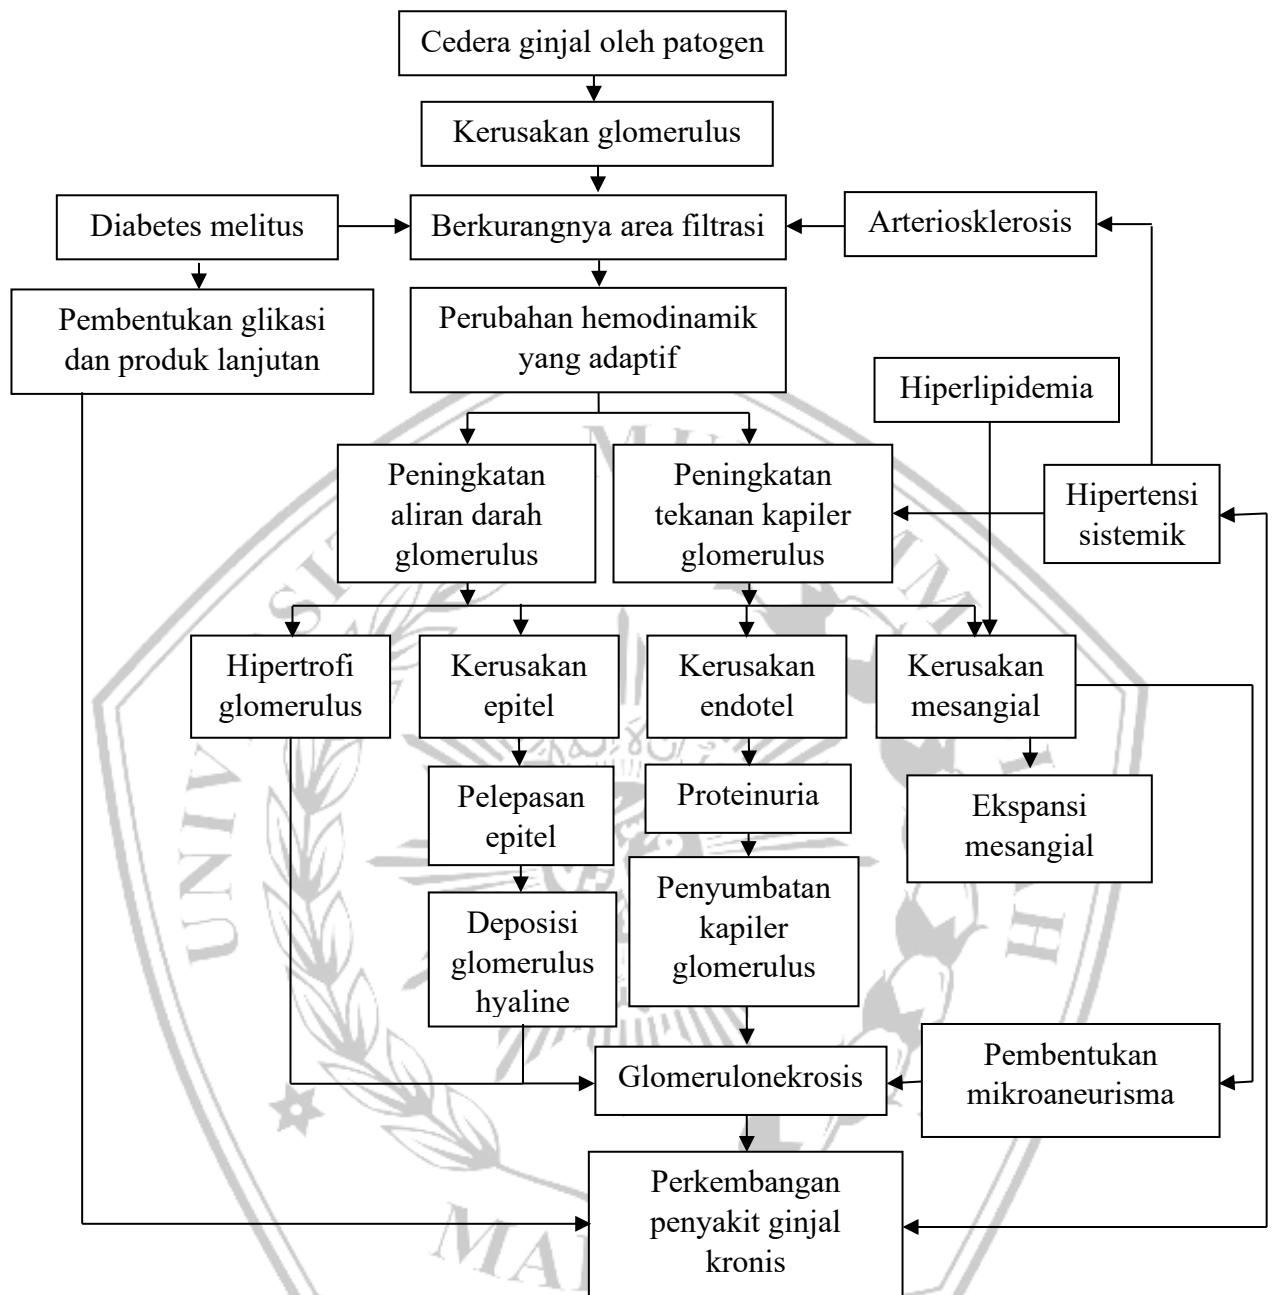 Cedera ginjal oleh patogen
Kerusakan glomerulus
Diabetes melitus
Berkurangnya area filtrasi
Arteriosklerosis
Pembentukan glikasi
dan produk lanjutan
Perubahan hemodinamik
yang adaptif
Hiperlipidemia
Peningkatan
aliran darah
glomerulus
Peningkatan
tekanan kapiler
glomerulus
Hipertensi
sistemik
Hipertrofi
glomerulus
Kerusakan
epitel
Kerusakan
endotel
Kerusakan
mesangial
Pelepasan
epitel
Proteinuria
Ekspansi
mesangial
Deposisi
glomerulus
hyaline
Penyumbatan
kapiler
glomerulus
Glomerulonekrosis
Pembentukan
mikroaneurisma
Perkembangan
penyakit ginjal
kronis